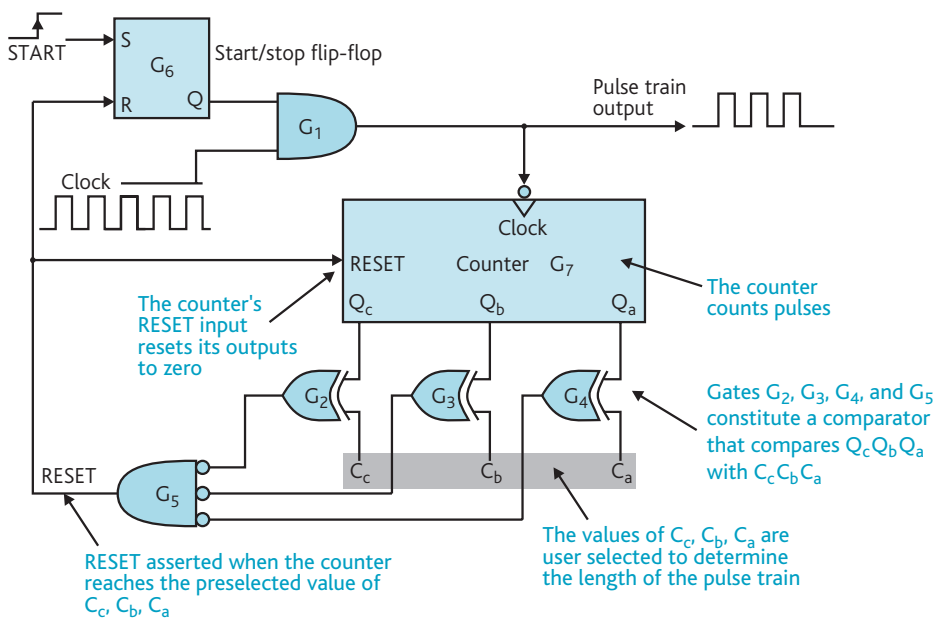 START
S
G6
R
Q
Start/stop flip-flop
G1
Pulse train
output
Clock
Clock
RESET
Counter G7
Qc
Qb
Qa
The counter's
RESET input
resets its outputs
to zero
The counter
counts pulses
G2
G3
G4
Gates G2, G3, G4, and G5
constitute a comparator
that compares QcQbQa
with CcCbCa
Cc
Cb
Ca
RESET
G5
RESET asserted when the counter
reaches the preselected value of
Cc, Cb, Ca
The values of Cc, Cb, Ca are
user selected to determine
the length of the pulse train